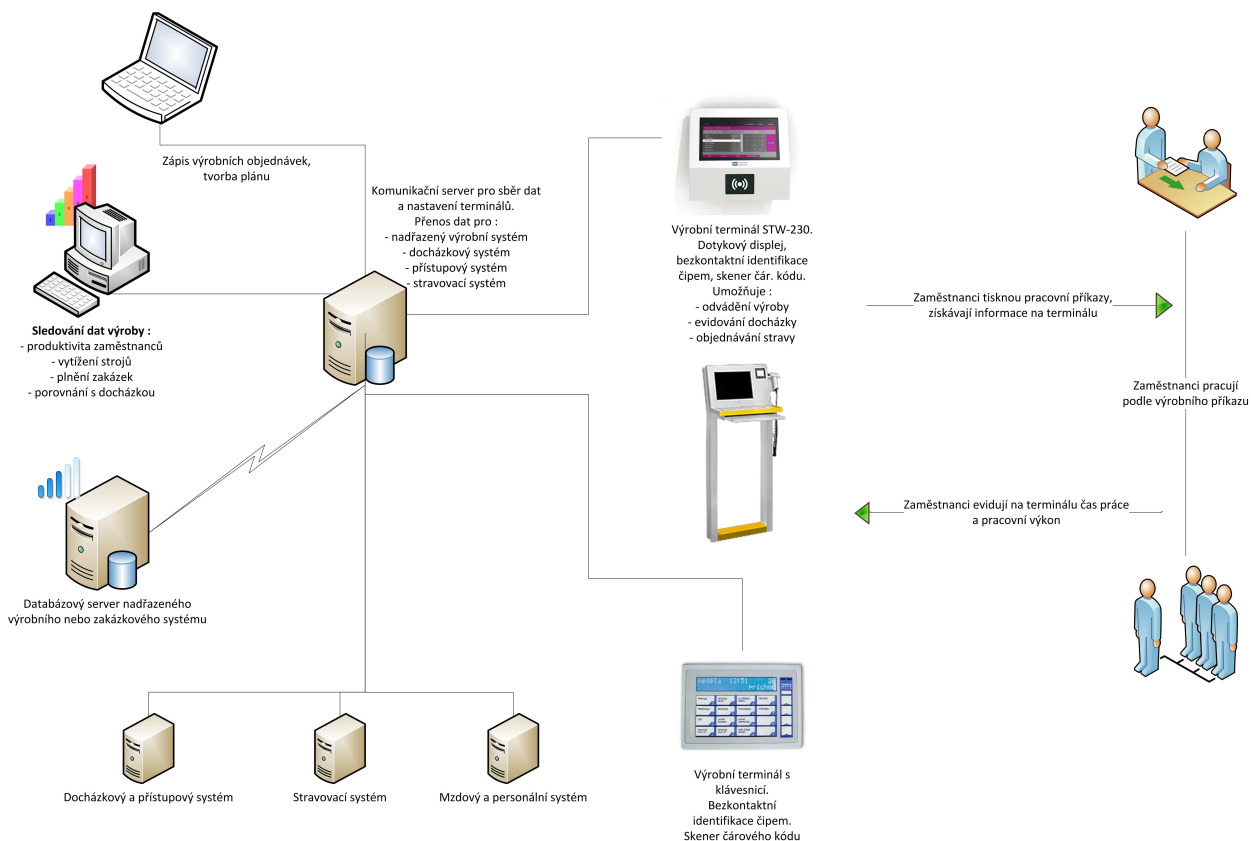 Zápis výrobních objednávek,
tvorba plánu
Komunikační server pro sběr dat
a nastavení terminálů.
Přenos dat pro :
- nadřazený výrobní systém
- docházkový systém
- přístupový systém
- stravovací systém
Sledování dat výroby :
- produktivita zaměstnanců
- vytížení strojů
- plnění zakázek
- porovnání s docházkou
Výrobní terminál STW-230.
Dotykový displej,
bezkontaktní identifikace
čipem, skener čár. kódu.
Umožňuje :
- odvádění výroby
- evidování docházky
- objednávání stravy
Zaměstnanci tisknou pracovní příkazy,
získávají informace na terminálu
Zaměstnanci pracují
podle výrobního příkazu
Zaměstnanci evidují na terminálu čas práce
a pracovní výkon
Databázový server nadřazeného
výrobního nebo zakázkového systému
Docházkový a přístupový systém
Stravovací systém
Mzdový a personální systém
neděla 12:51 26
příchod
Výrobní terminál s
klávesnicí.
Bezkontaktní
identifikace čipem.
Skener čárového kódu